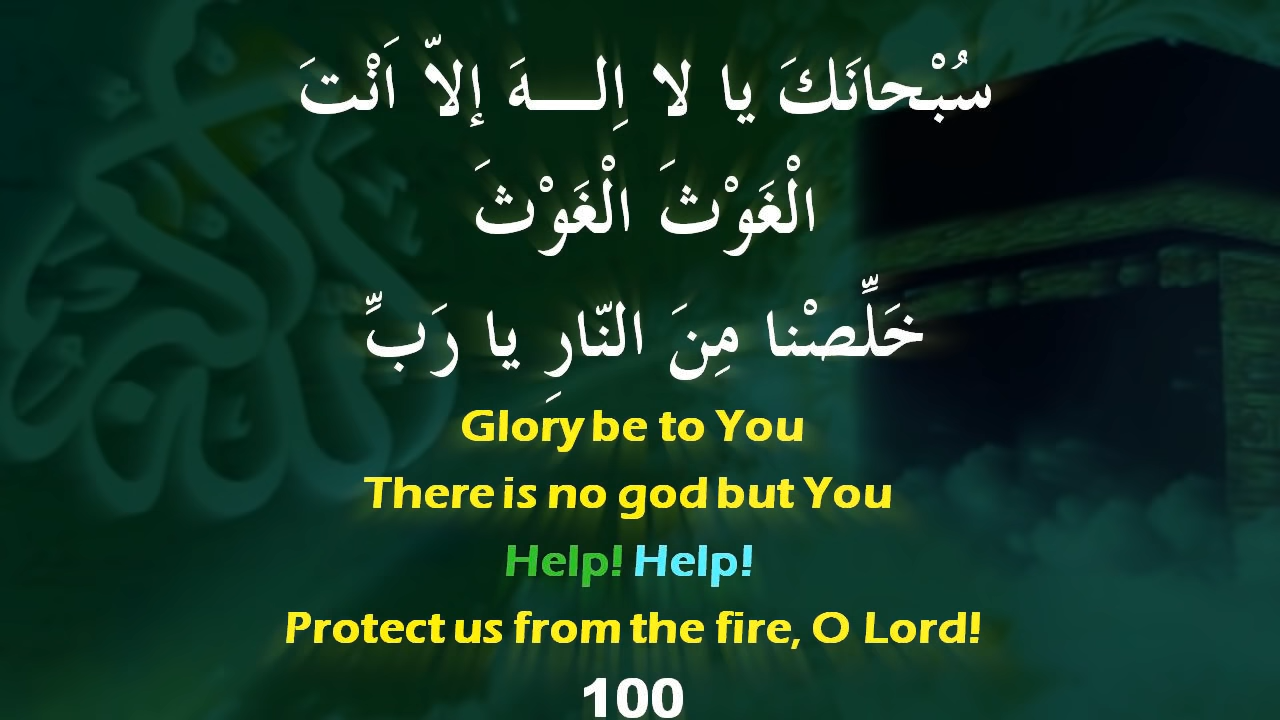 سُبْحانَكَ يا لا اِلـــهَ إلاّ اَنْتَ
الْغَوْثَ الْغَوْثَ
خَلِّصْنا مِنَ النّارِ يا رَبِّ
Glory be to You
There is no god but You
Help! Help!
Protect us from the fire, O Lord!
100